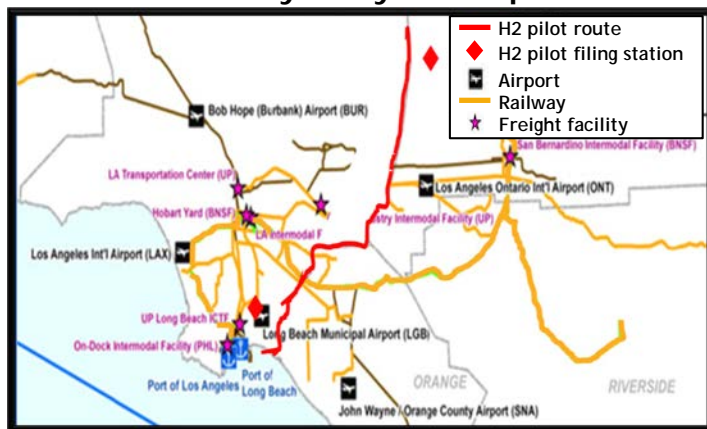 H2 pilot route
H2 pilot filing station
Airport
Railway
Freight facility
Bob Hope (Burbank) Airport (BUR)
San Bernardino Intermodal Facility (BNSF)
LA Transportation Center (UP)
Los Angeles Ontario Int'l Airport (ONT)
Hobart Yard (BNSF)
stry Intermodal Facility (UP)
LA Intermodal F
Los Angeles Int'l Airport (LAX)
UP Long Beach ICTF
Long Beach Municipal Airport (LGB)
On-Dock Intermodal Facility (PHL)
Port of Los Angeles
Port of
Long Beach
ORANGE
RIVERSIDE
John Wayne / Orange County Airport (SNA)